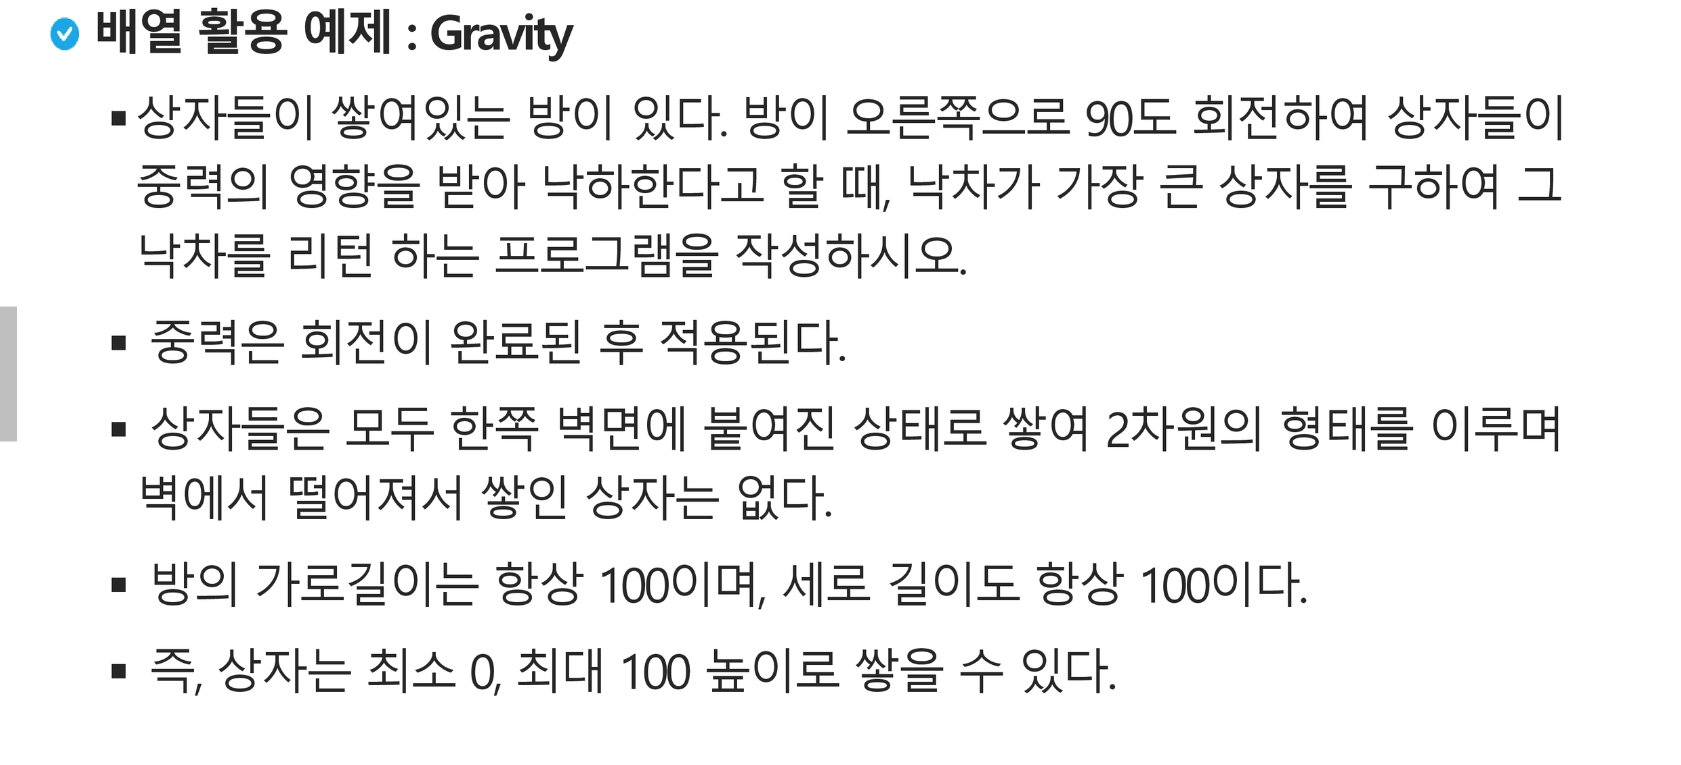 배열 활용 예제 : Gravity
▪ 상자들이 쌓여있는 방이 있다. 방이 오른쪽으로 90도 회전하여 상자들이
중력의 영향을 받아 낙하한다고 할 때, 낙차가 가장 큰 상자를 구하여 그
낙차를 리턴 하는 프로그램을 작성하시오.
▪ 중력은 회전이 완료된 후 적용된다.
▪ 상자들은 모두 한쪽 벽면에 붙여진 상태로 쌓여 2차원의 형태를 이루며
벽에서 떨어져서 쌓인 상자는 없다.
▪ 방의 가로길이는 항상 100이며, 세로 길이도 항상 100이다.
▪ 즉, 상자는 최소 0, 최대 100 높이로 쌓을 수 있다.